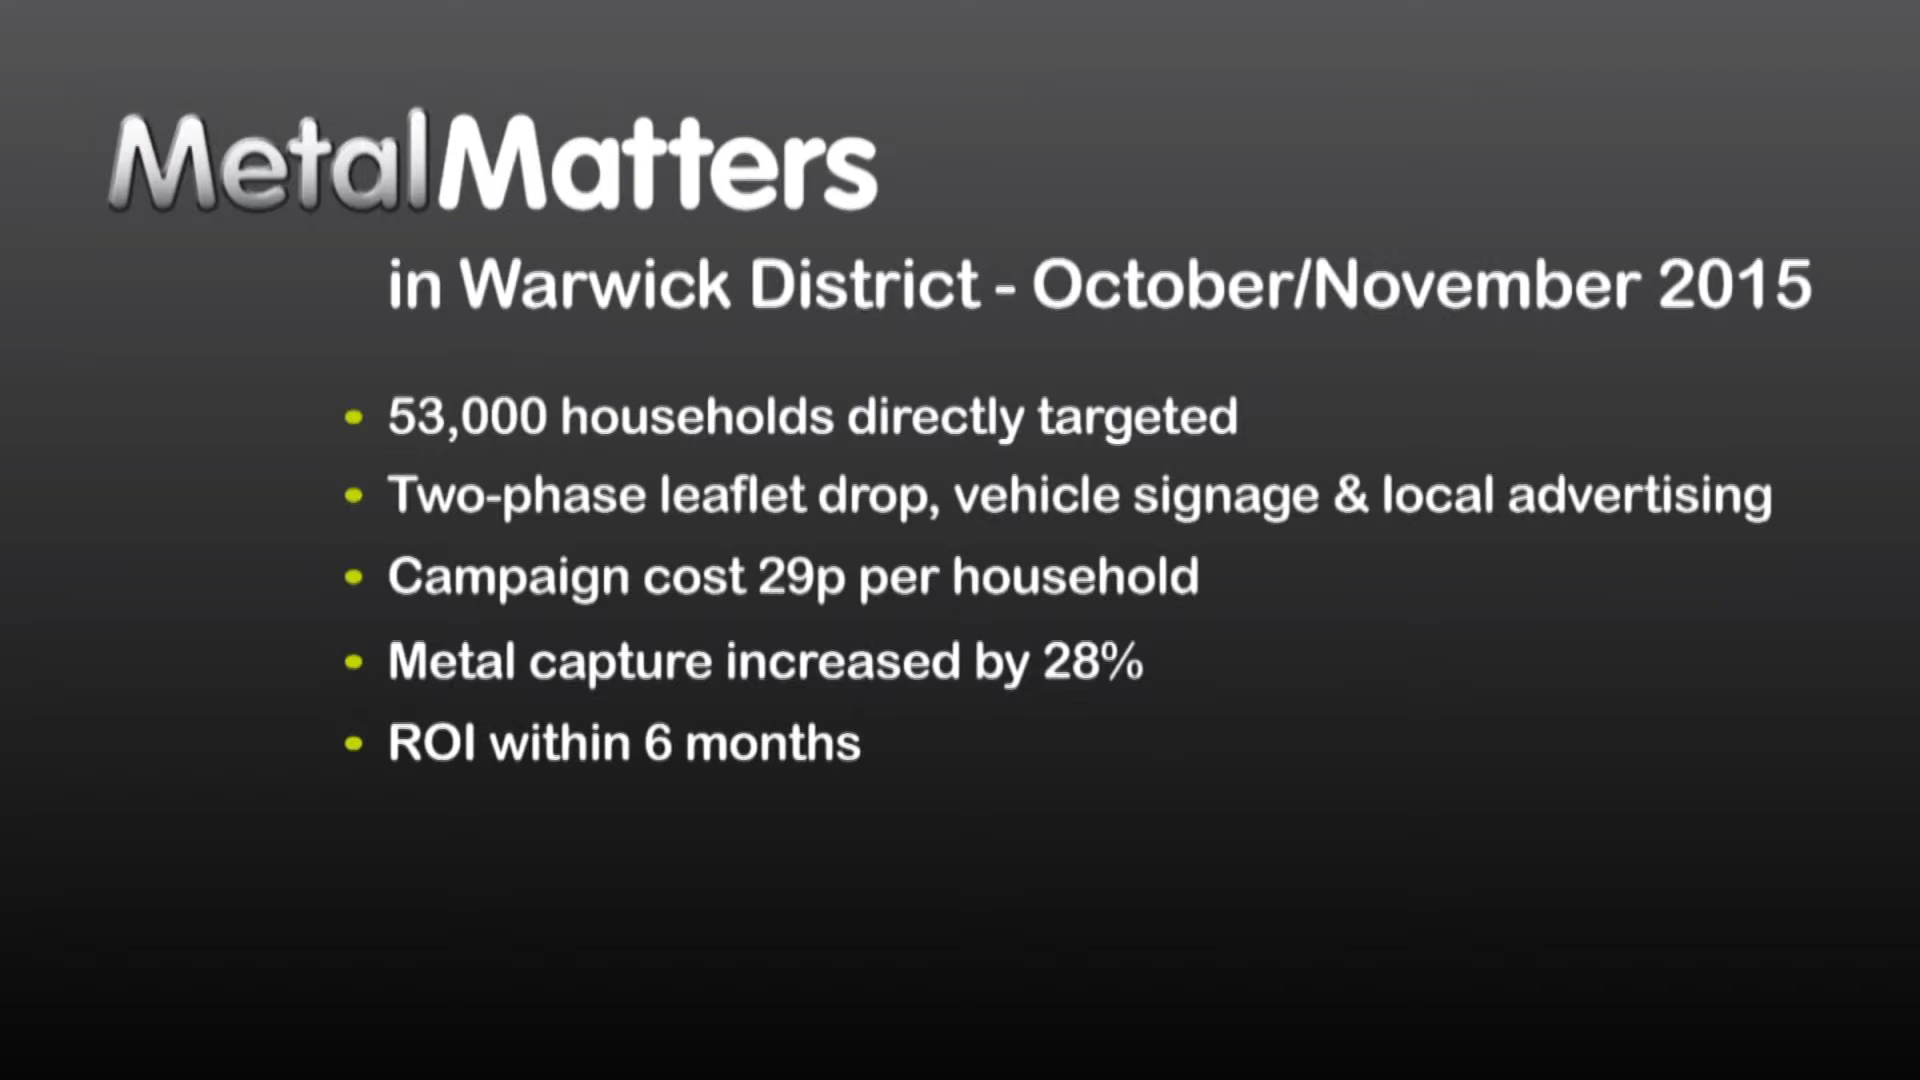 MetalMatters
in Warwick District - October/November 2015
• 53,000 households directly targeted
• Two-phase leaflet drop, vehicle signage & local advertising
• Campaign cost 29p per household
• Metal capture increased by 28%
• ROI within 6 months